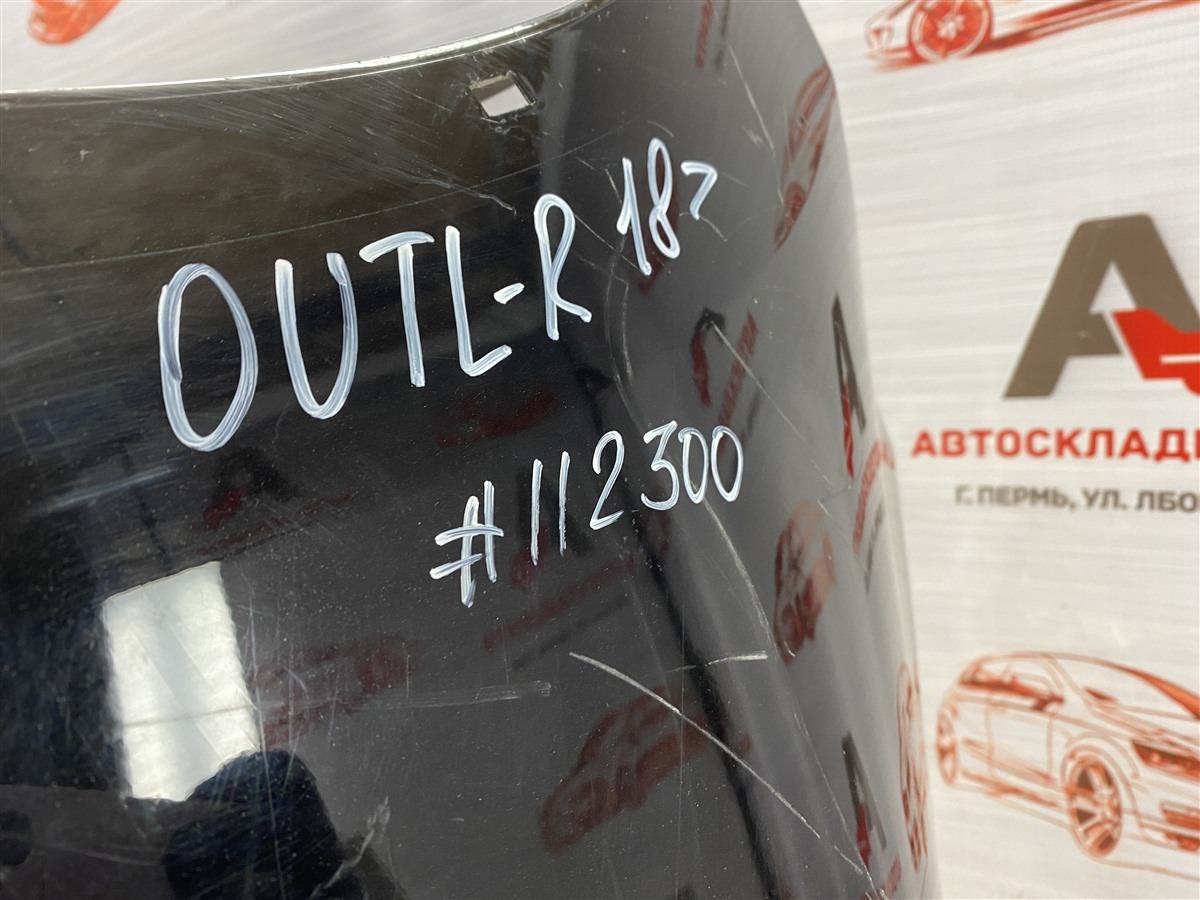 OUTL-R 18>
#112300
АВТОСКЛАД
Г. ПЕРМЬ, УЛ. ЛБО